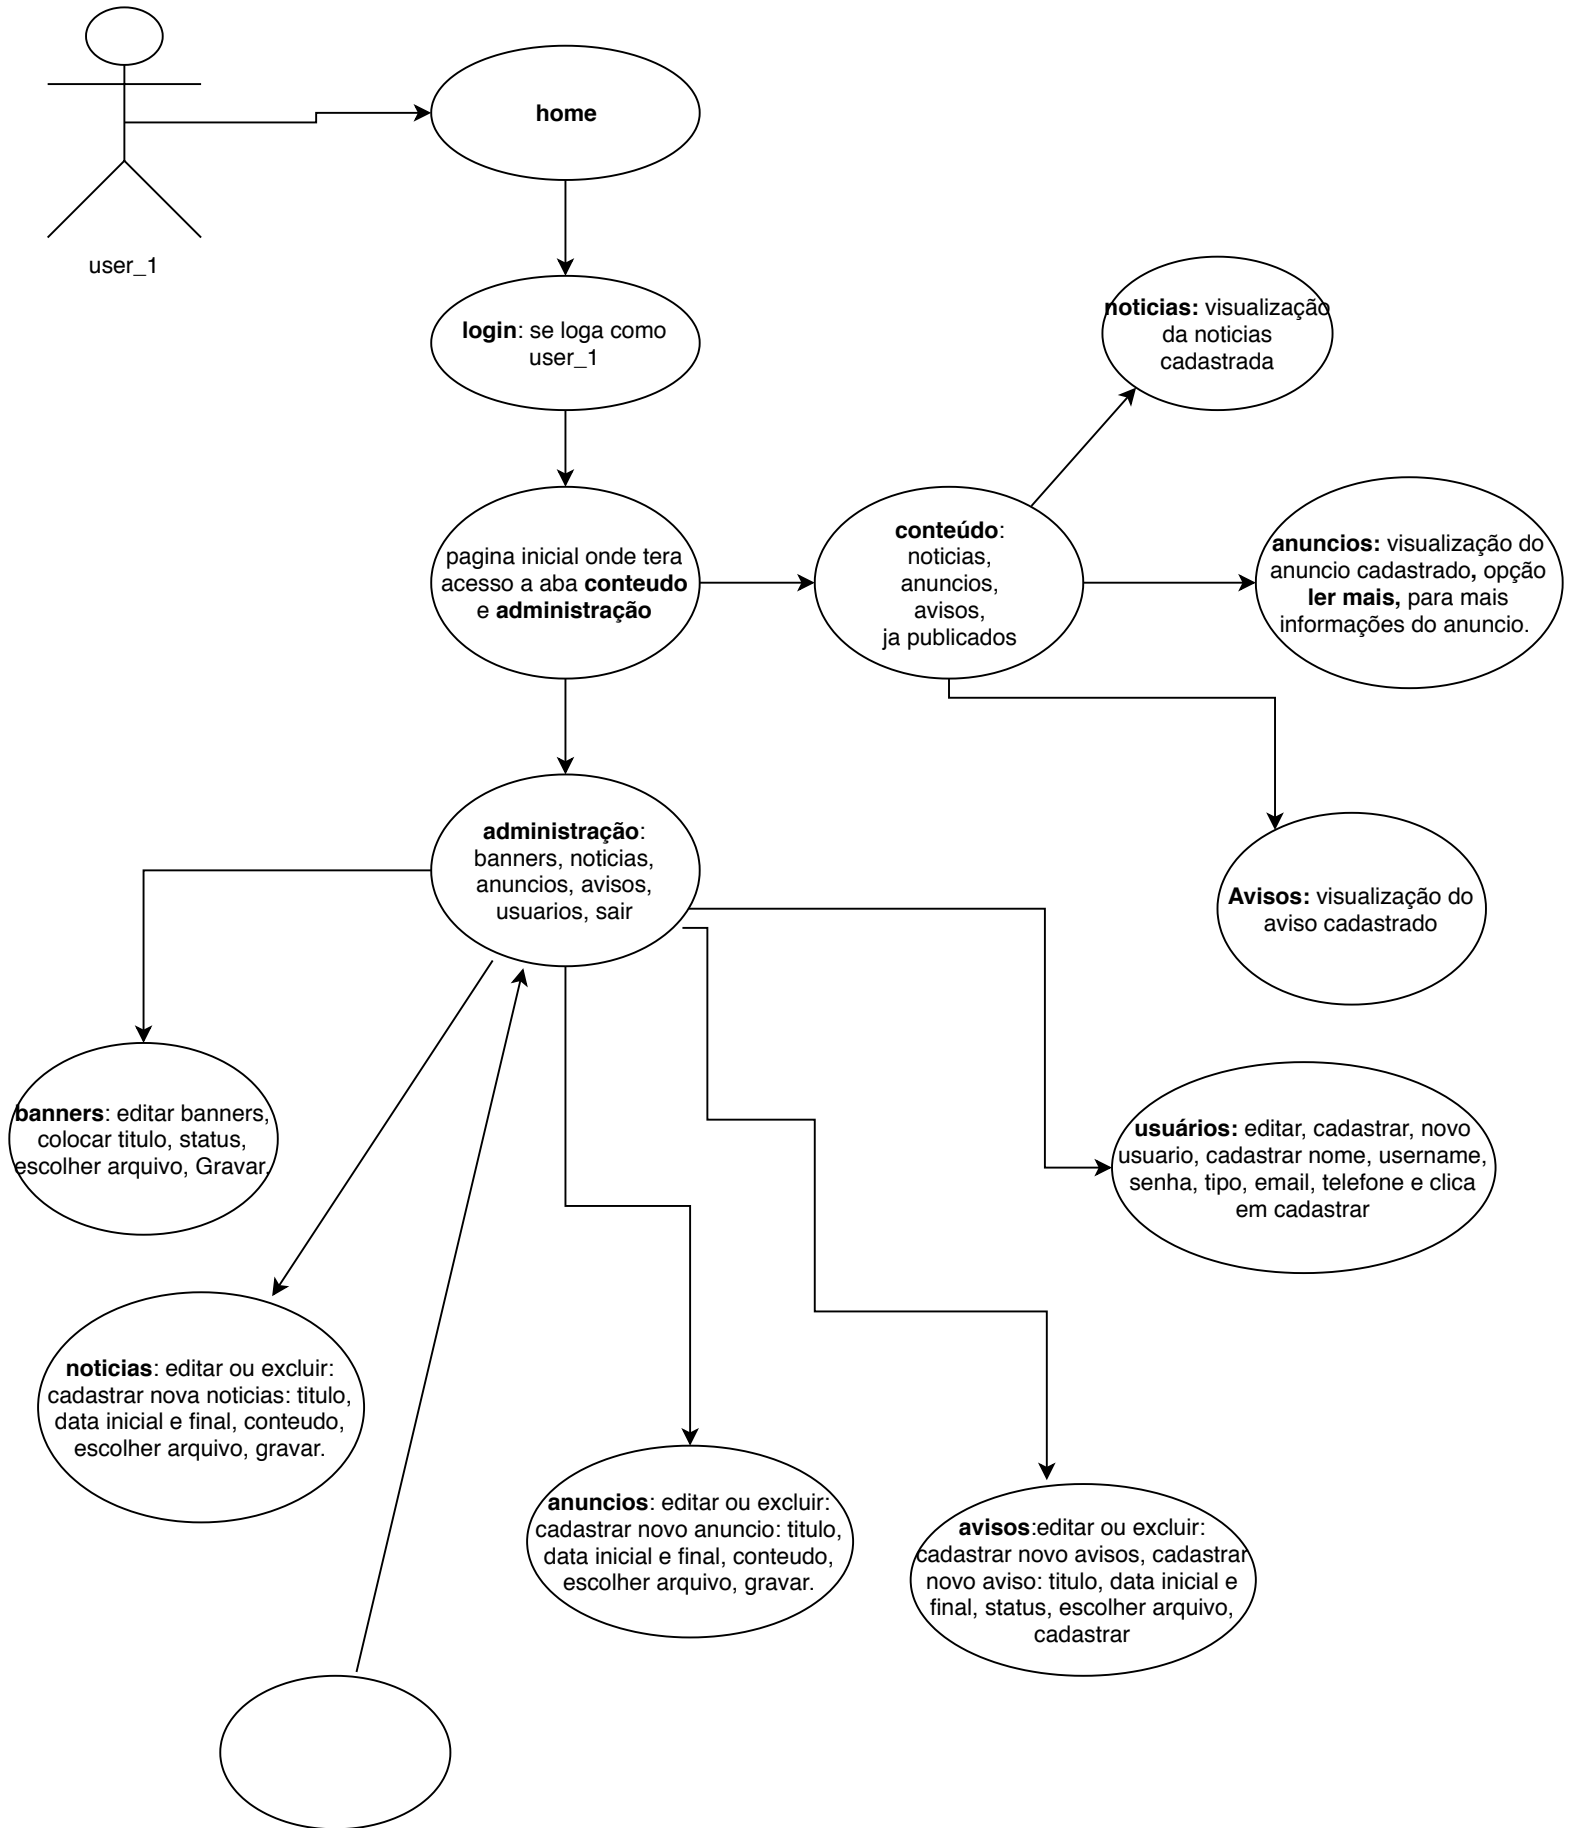 home
user_1
login: se loga como
user_1
noticias: visualização
da noticias
cadastrada
pagina inicial onde tera
acesso a aba conteudo
e administração
conteúdo:
noticias,
anuncios,
avisos,
ja publicados
anuncios: visualização do
anuncio cadastrado, opção
ler mais, para mais
informações do anuncio.
administração:
banners, noticias,
anuncios, avisos,
usuarios, sair
Avisos: visualização do
aviso cadastrado
banners: editar banners,
colocar titulo, status,
escolher arquivo, Gravar.
usuários: editar, cadastrar, novo
usuario, cadastrar nome, username,
senha, tipo, email, telefone e clica
em cadastrar
noticias: editar ou excluir:
cadastrar nova noticias: titulo,
data inicial e final, conteudo,
escolher arquivo, gravar.
anuncios: editar ou excluir:
cadastrar novo anuncio: titulo,
data inicial e final, conteudo,
escolher arquivo, gravar.
avisos:editar ou excluir:
cadastrar novo avisos, cadastrar
novo aviso: titulo, data inicial e
final, status, escolher arquivo,
cadastrar